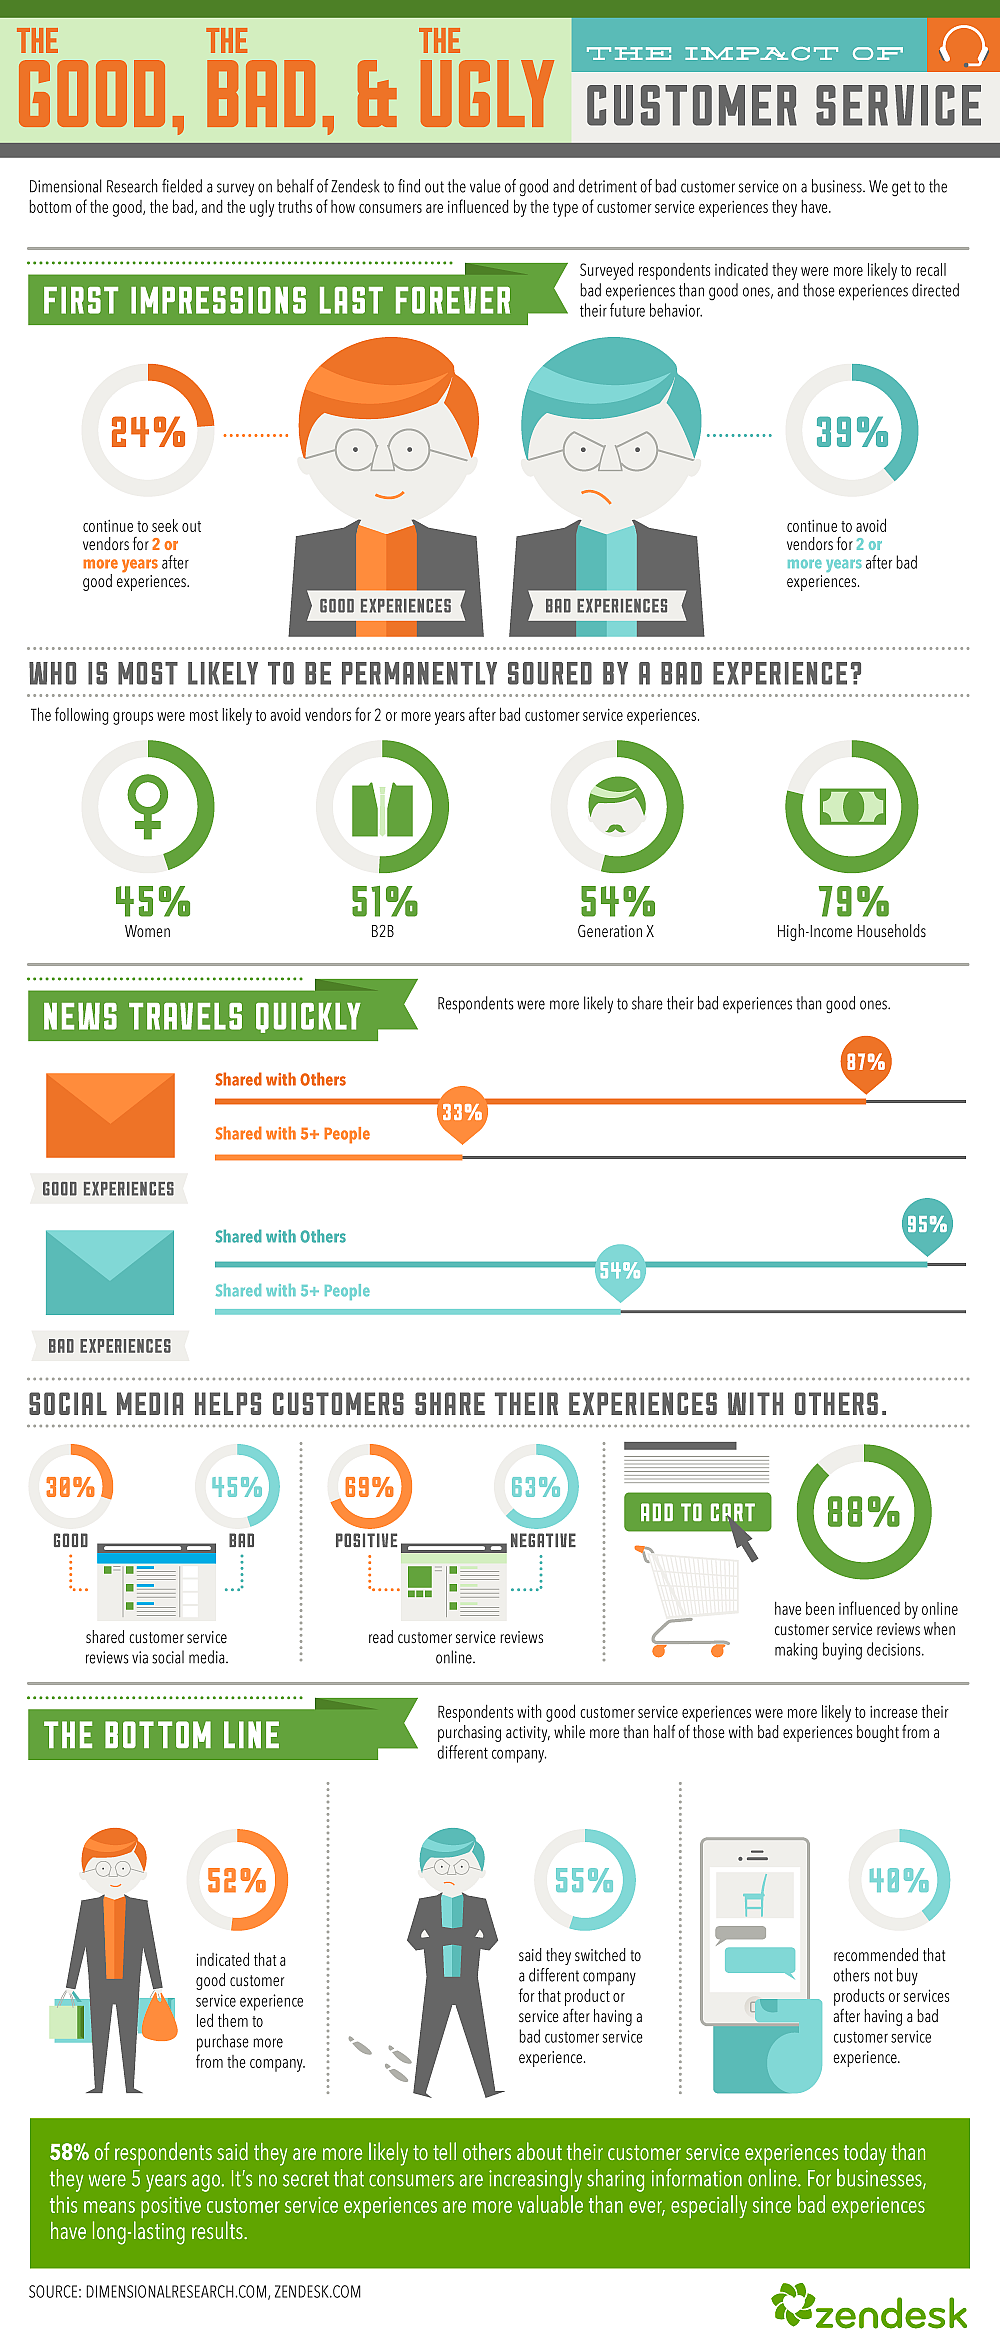 THE THE THE
GOOD, BAD, & UGLY
THE IMPACT OF
CUSTOMER SERVICE
Dimensional Research fielded a survey on behalf of Zendesk to find out the value of good and detriment of bad customer service on a business. We get to the
bottom of the good, the bad, and the ugly truths of how consumers are influenced by the type of customer service experiences they have.
FIRST IMPRESSIONS LAST FOREVER
Surveyed respondents indicated they were more likely to recall
bad experiences than good ones, and those experiences directed
their future behavior.
24%
continue to seek out
vendors for 2 or
more years after
good experiences.
GOOD EXPERIENCES
BAD EXPERIENCES
39%
continue to avoid
vendors for 2 or
more years after bad
experiences.
WHO IS MOST LIKELY TO BE PERMANENTLY SOURED BY A BAD EXPERIENCE?
The following groups were most likely to avoid vendors for 2 or more years after bad customer service experiences.
45%
Women
51%
B2B
54%
Generation X
79%
High-Income Households
NEWS TRAVELS QUICKLY
Respondents were more likely to share their bad experiences than good ones.
GOOD EXPERIENCES
Shared with Others
87%
Shared with 5+ People
33%
BAD EXPERIENCES
Shared with Others
95%
Shared with 5+ People
54%
SOCIAL MEDIA HELPS CUSTOMERS SHARE THEIR EXPERIENCES WITH OTHERS.
30%
GOOD
45%
BAD
shared customer service
reviews via social media.
69%
POSITIVE
63%
NEGATIVE
read customer service reviews
online.
ADD TO CART
88%
have been influenced by online
customer service reviews when
making buying decisions.
THE BOTTOM LINE
Respondents with good customer service experiences were more likely to increase their
purchasing activity, while more than half of those with bad experiences bought from a
different company.
52%
indicated that a
good customer
service experience
led them to
purchase more
from the company.
55%
said they switched to
a different company
for that product or
service after having a
bad customer service
experience.
40%
recommended that
others not buy
products or services
after having a bad
customer service
experience.
58% of respondents said they are more likely to tell others about their customer service experiences today than
they were 5 years ago. It's no secret that consumers are increasingly sharing information online. For businesses,
this means positive customer service experiences are more valuable than ever, especially since bad experiences
have long-lasting results.
SOURCE: DIMENSIONALRESEARCH.COM, ZENDESK.COM
zendesk